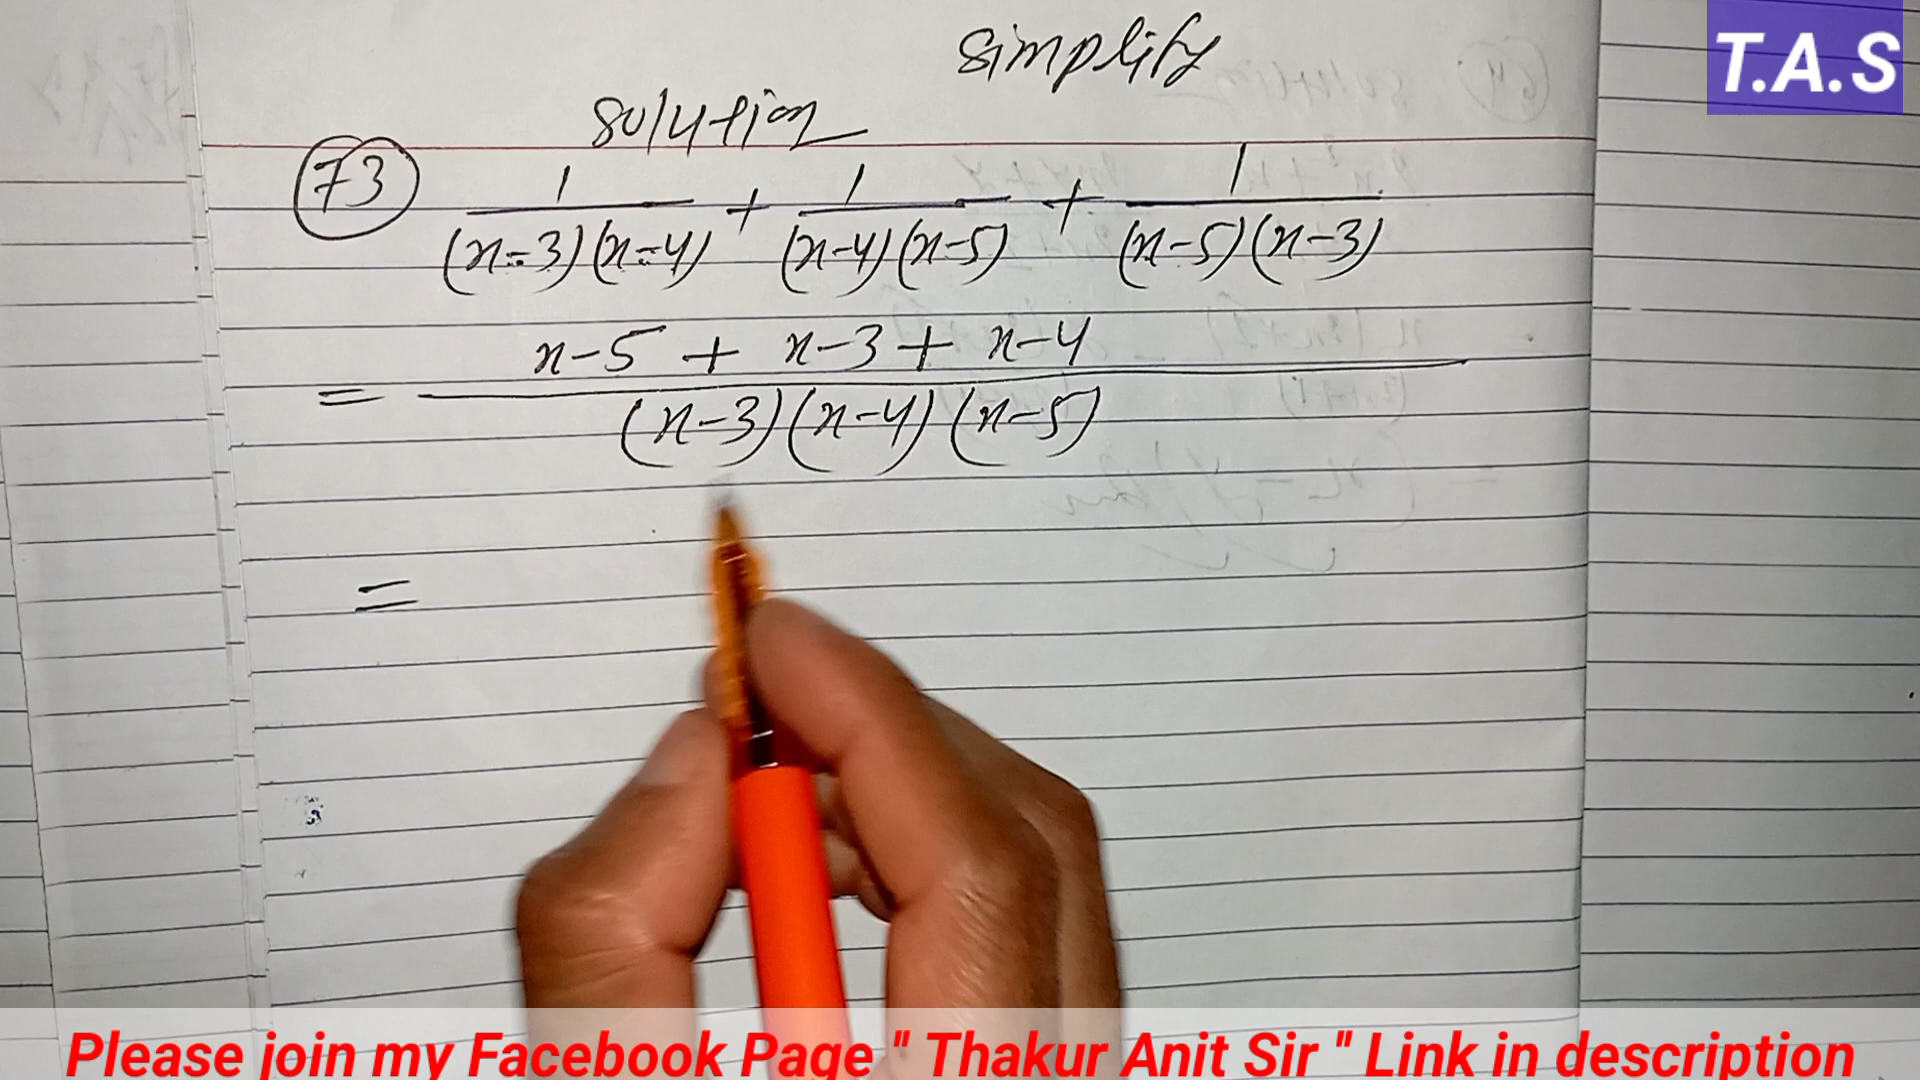 simplify
T.A.S
solution
73 1/(x-3)(x-4) + 1/(x-4)(x-5) + 1/(x-5)(x-3)
= x-5 + x-3 + x-4 / (x-3)(x-4)(x-5)
=
Please join my Facebook Page " Thakur Anit Sir " Link in description